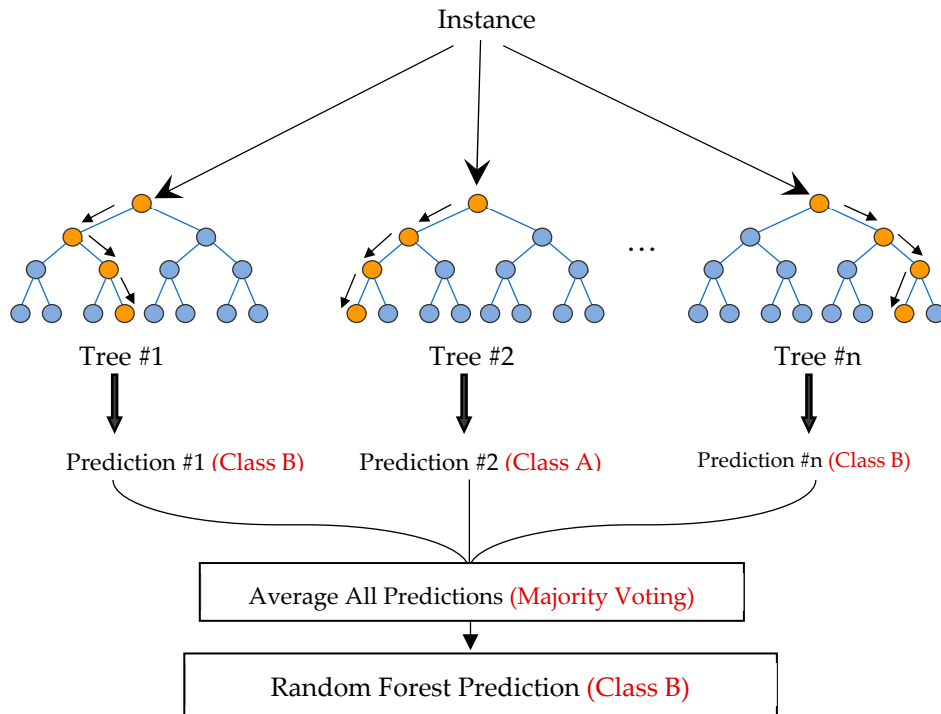 Instance
…
Tree #1
Tree #2
Tree #n
Prediction #1 (Class B)
Prediction #2 (Class A)
Prediction #n (Class B)
Average All Predictions (Majority Voting)
Random Forest Prediction (Class B)